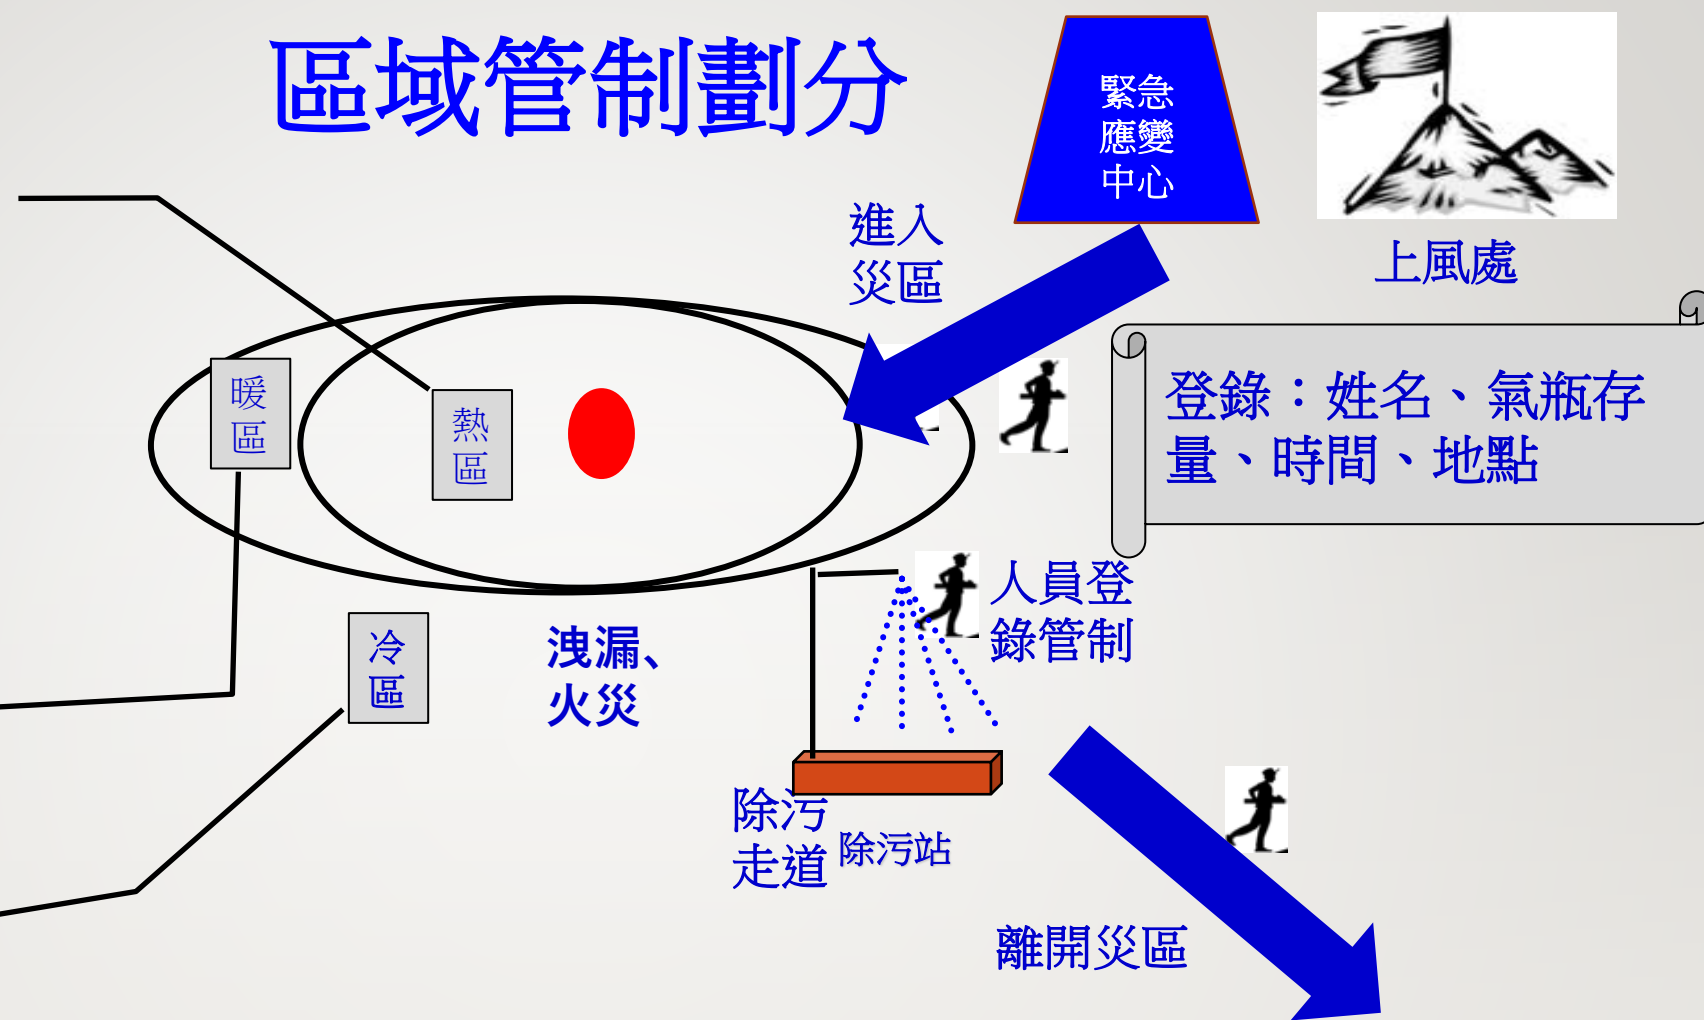 區域管制劃分
緊急
應變
中心
上風處
進入
災區
登錄：姓名、氣瓶存
量、時間、地點
暖
區
熱
區
人員登
錄管制
冷
區
洩漏、
火災
除污
走道
除污站
離開災區